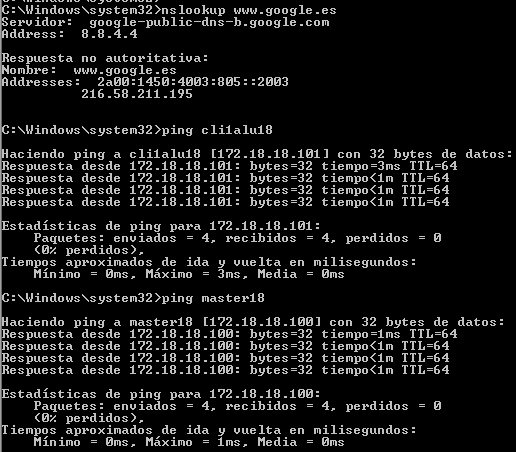 C:\Windows\system32>nslookup www.google.es
Servidor:  google-public-dns-b.google.com
Address:  8.8.4.4

Respuesta no autoritativa:
Nombre:  www.google.es
Addresses:  2a00:1450:4003:805::2003
          216.58.211.195

C:\Windows\system32>ping cli1alu18

Haciendo ping a cli1alu18 [172.18.18.101] con 32 bytes de datos:
Respuesta desde 172.18.18.101: bytes=32 tiempo=3ms TTL=64
Respuesta desde 172.18.18.101: bytes=32 tiempo<1m TTL=64
Respuesta desde 172.18.18.101: bytes=32 tiempo<1m TTL=64
Respuesta desde 172.18.18.101: bytes=32 tiempo<1m TTL=64

Estadísticas de ping para 172.18.18.101:
    Paquetes: enviados = 4, recibidos = 4, perdidos = 0
    (0% perdidos),
Tiempos aproximados de ida y vuelta en milisegundos:
    Mínimo = 0ms, Máximo = 3ms, Media = 0ms

C:\Windows\system32>ping master18

Haciendo ping a master18 [172.18.18.100] con 32 bytes de datos:
Respuesta desde 172.18.18.100: bytes=32 tiempo=1ms TTL=64
Respuesta desde 172.18.18.100: bytes=32 tiempo<1m TTL=64
Respuesta desde 172.18.18.100: bytes=32 tiempo<1m TTL=64
Respuesta desde 172.18.18.100: bytes=32 tiempo<1m TTL=64

Estadísticas de ping para 172.18.18.100:
    Paquetes: enviados = 4, recibidos = 4, perdidos = 0
    (0% perdidos),
Tiempos aproximados de ida y vuelta en milisegundos:
    Mínimo = 0ms, Máximo = 1ms, Media = 0ms